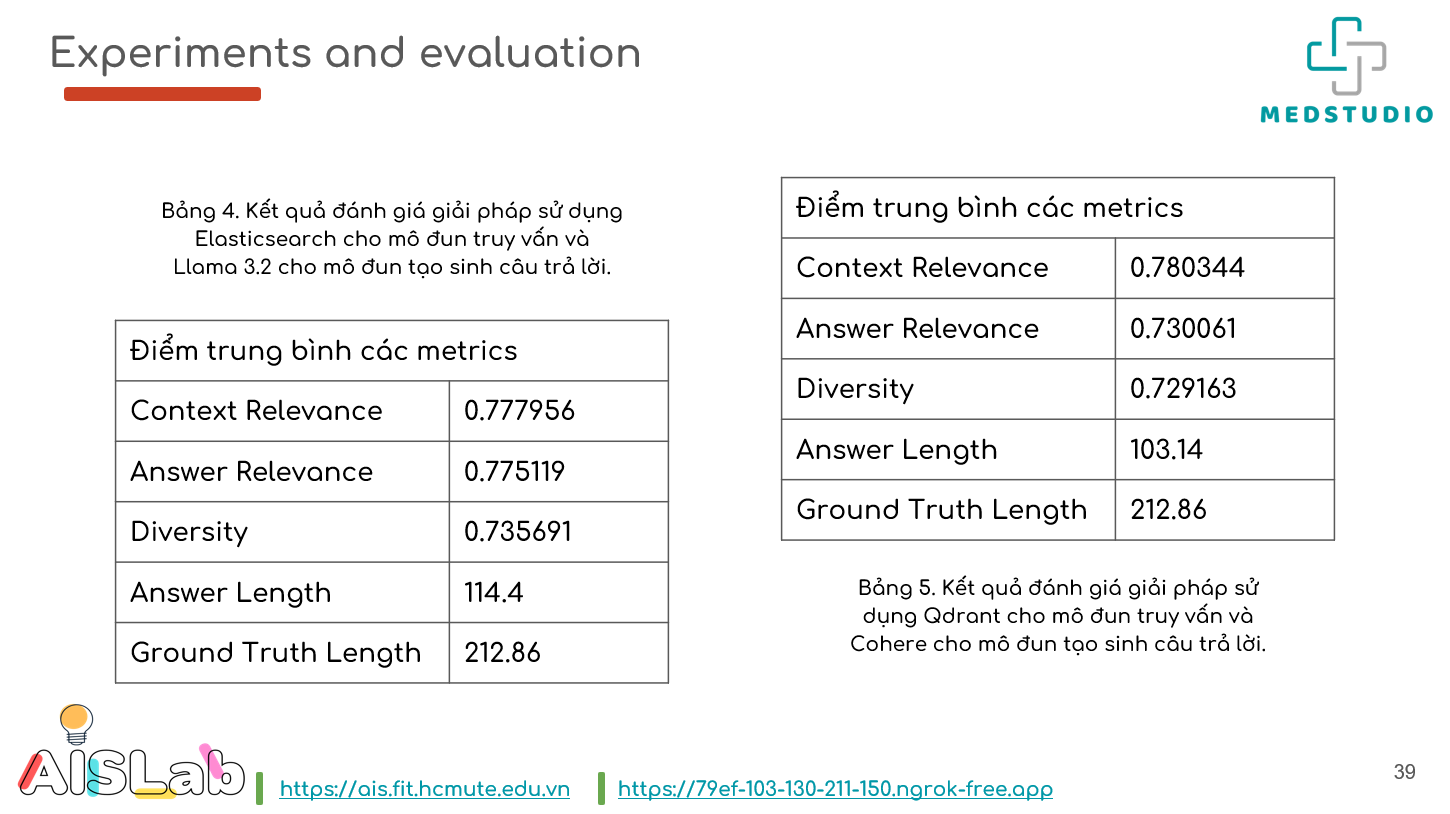 Experiments and evaluation
MEDSTUDIO
Bảng 4. Kết quả đánh giá giải pháp sử dụng
Elasticsearch cho mô đun truy vấn và
Llama 3.2 cho mô đun tạo sinh câu trả lời.
Điểm trung bình các metrics
Context Relevance 0.777956
Answer Relevance 0.775119
Diversity 0.735691
Answer Length 114.4
Ground Truth Length 212.86
Điểm trung bình các metrics
Context Relevance 0.780344
Answer Relevance 0.730061
Diversity 0.729163
Answer Length 103.14
Ground Truth Length 212.86
Bảng 5. Kết quả đánh giá giải pháp sử
dụng Qdrant cho mô đun truy vấn và
Cohere cho mô đun tạo sinh câu trả lời.
AISLab
https://ais.fit.hcmute.edu.vn
https://79ef-103-130-211-150.ngrok-free.app
39